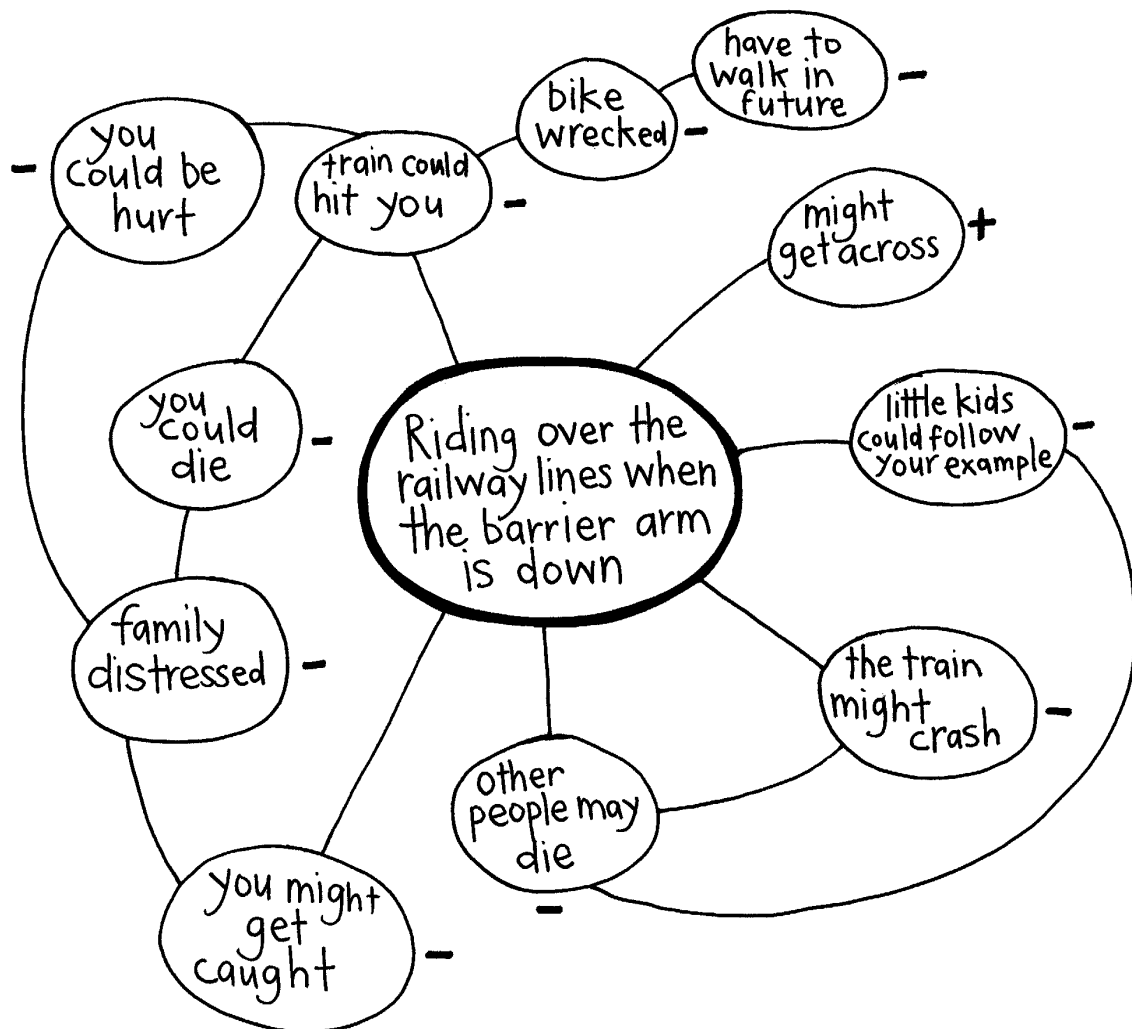 have to
walk in
future
-
bike
wrecked
-
you
could be
hurt
-
train could
hit you
-
might
get across
+
you
could
die
-
Riding over the
railway lines when
the barrier arm
is down
little kids
could follow
your example
-
family
distressed
-
the train
might
crash
-
other
people may
die
-
you might
get
caught
-